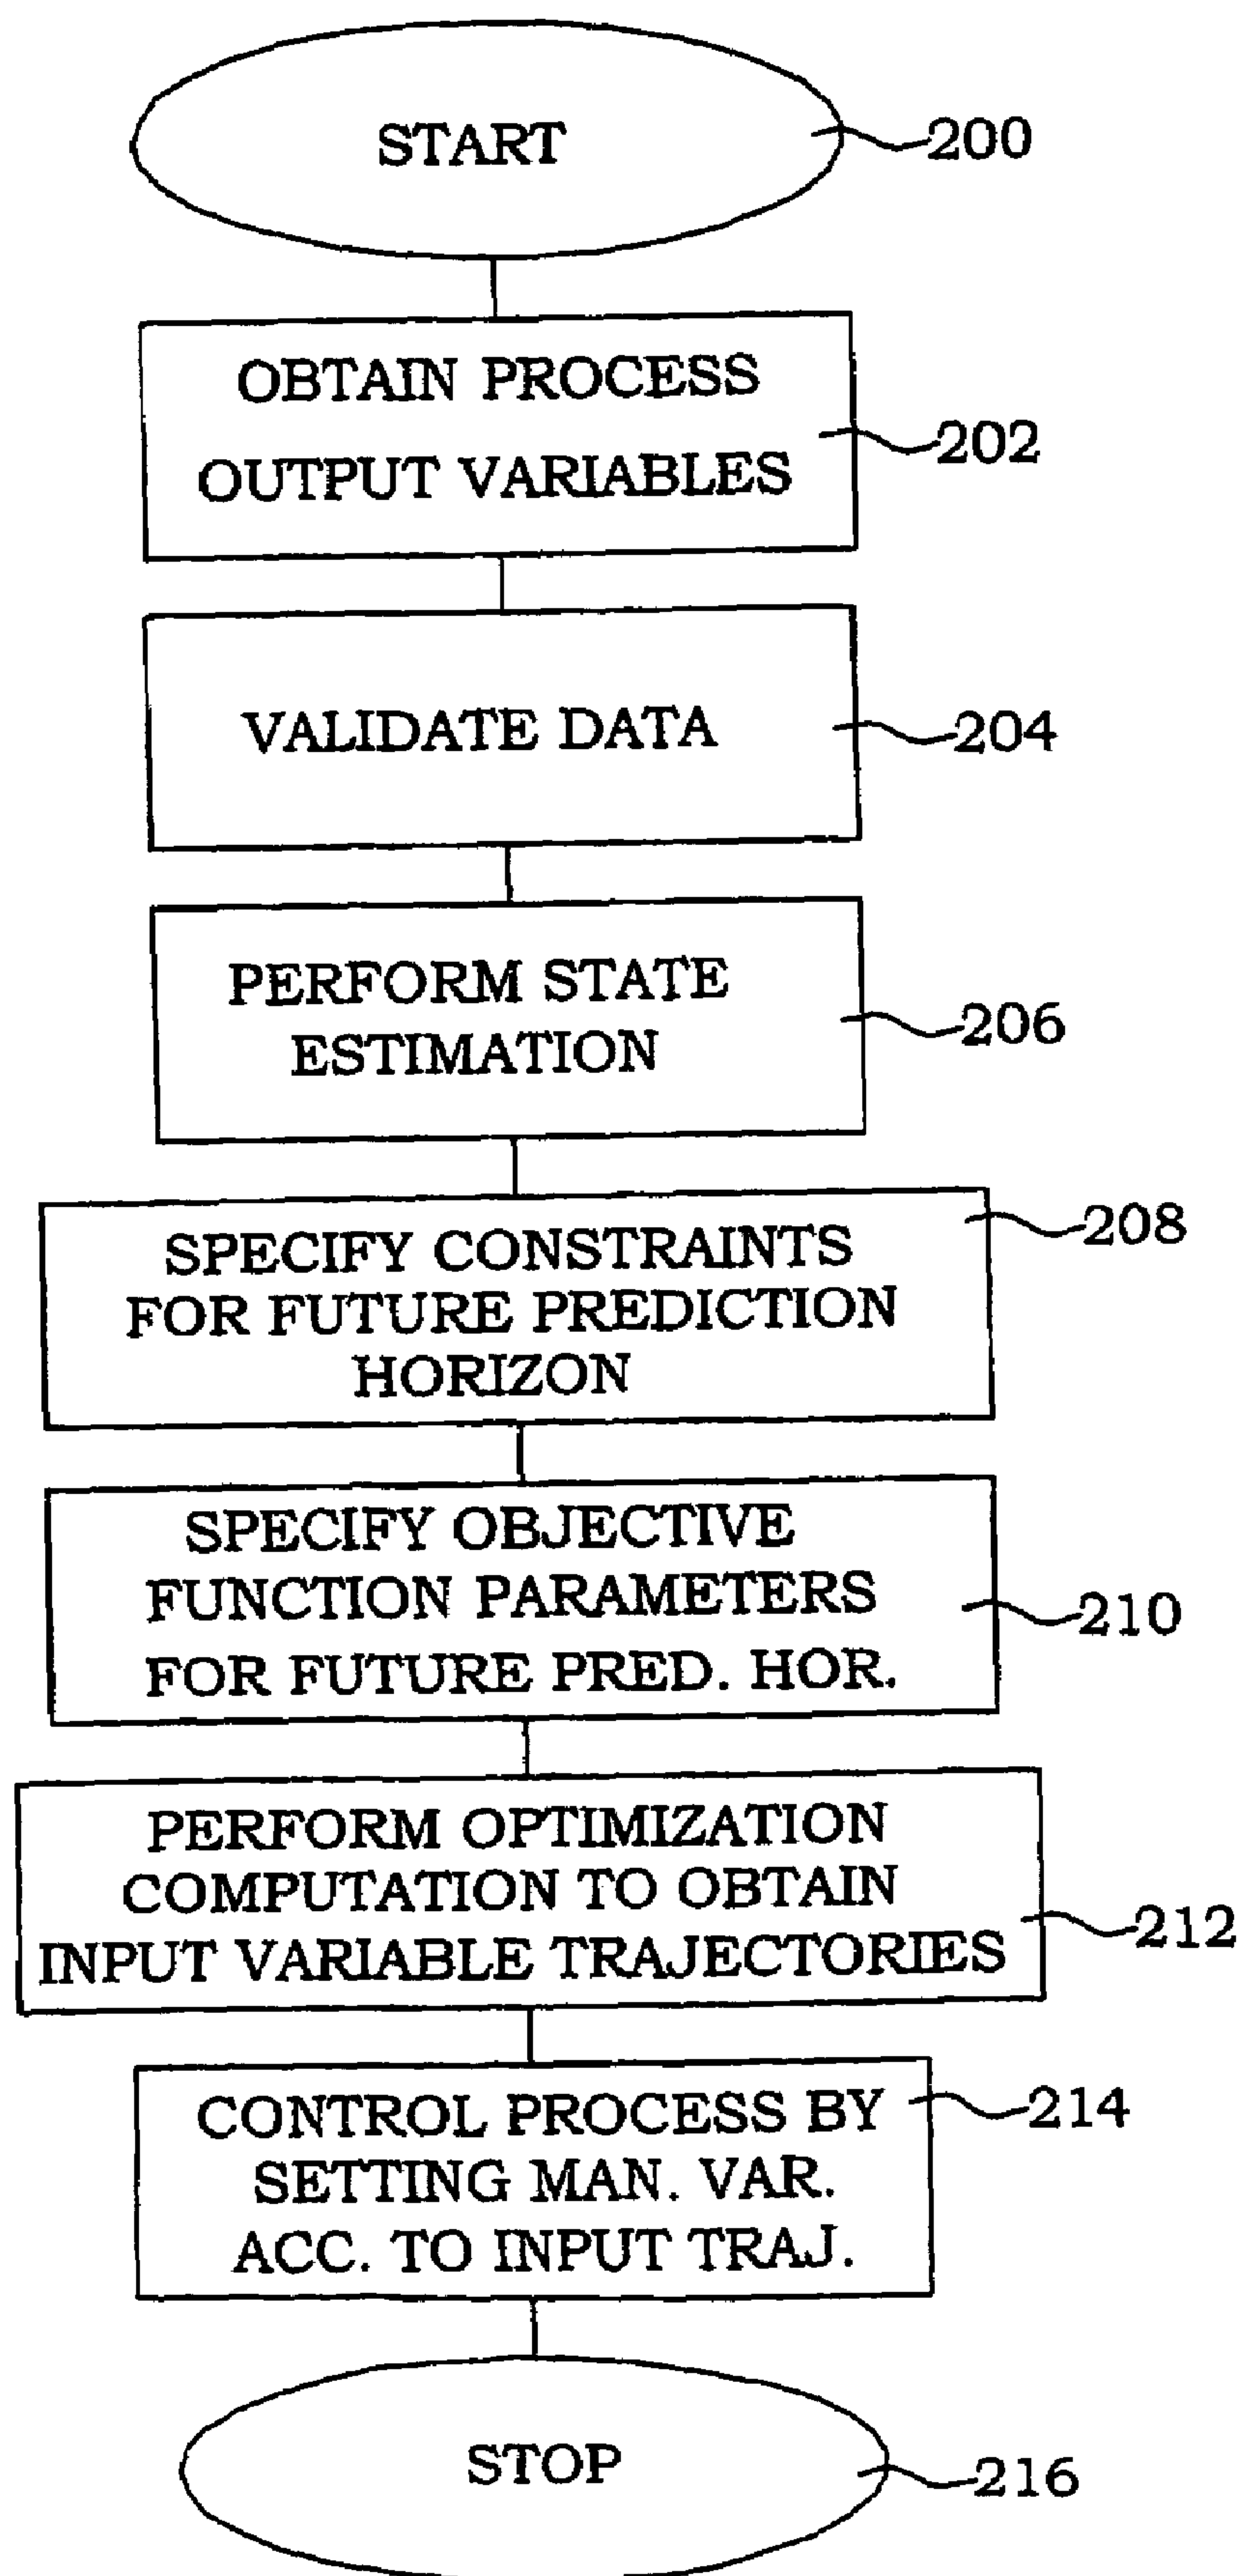 START
200
OBTAIN PROCESS
OUTPUT VARIABLES
202
VALIDATE DATA
204
PERFORM STATE
ESTIMATION
206
SPECIFY CONSTRAINTS
FOR FUTURE PREDICTION
HORIZON
208
SPECIFY OBJECTIVE
FUNCTION PARAMETERS
FOR FUTURE PRED. HOR.
210
PERFORM OPTIMIZATION
COMPUTATION TO OBTAIN
INPUT VARIABLE TRAJECTORIES
212
CONTROL PROCESS BY
SETTING MAN. VAR.
ACC. TO INPUT TRAJ.
214
STOP
216